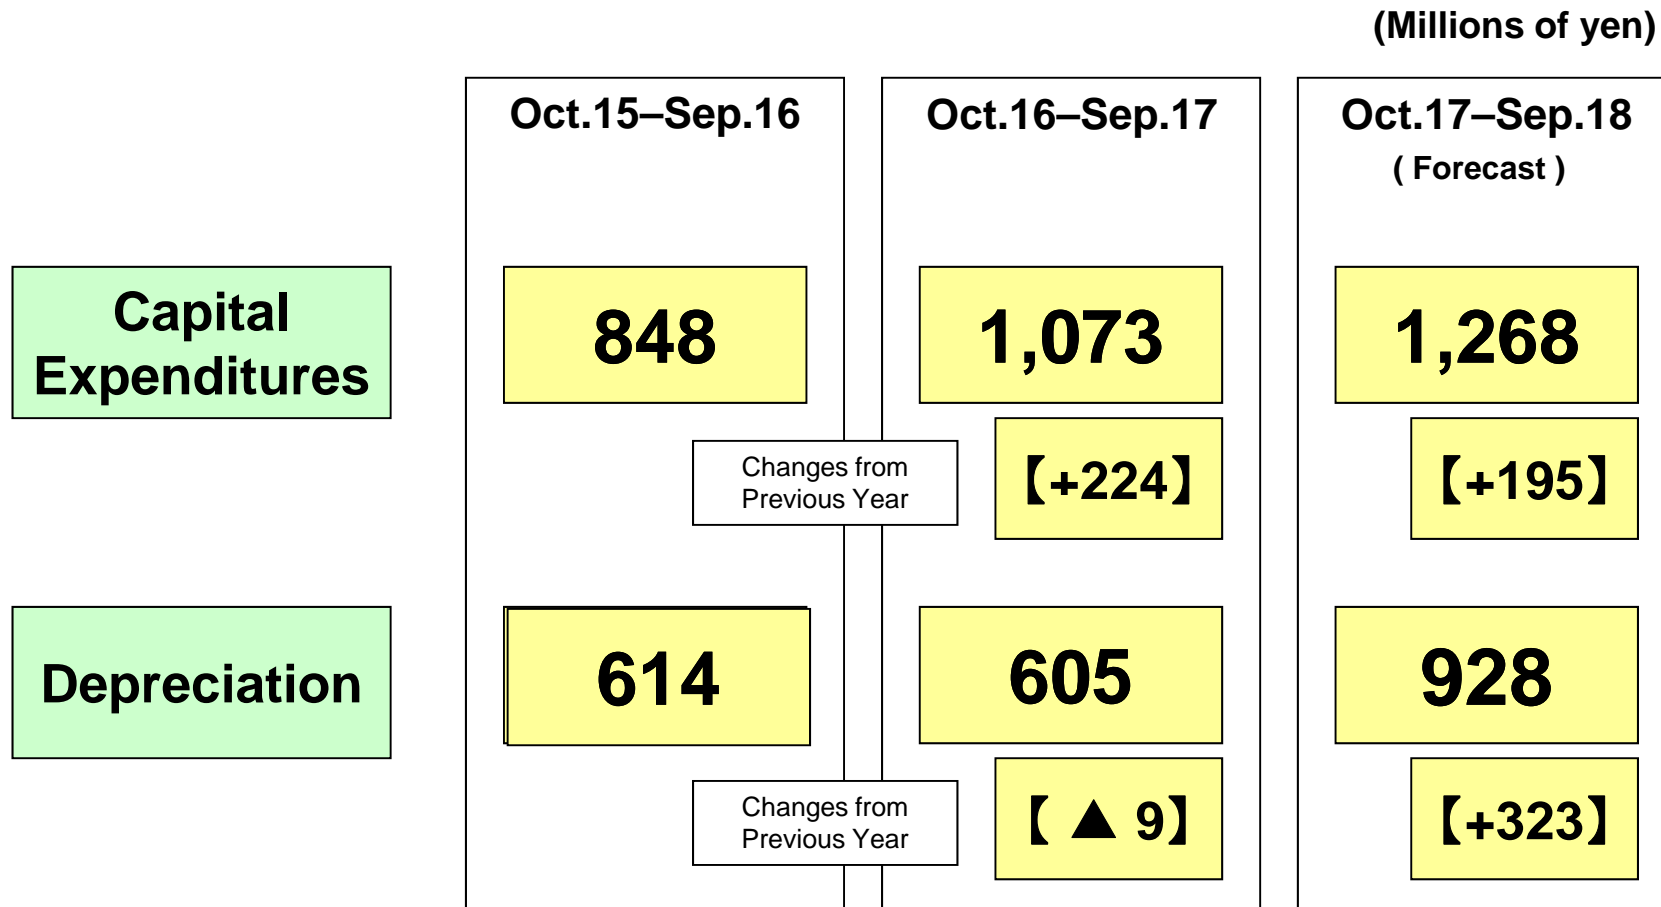 (Millions of yen)
Oct.15–Sep.16
Oct.16–Sep.17
Oct.17–Sep.18
( Forecast )
Capital
Expenditures
848
1,073
1,268
Changes from
Previous Year
【+224】
【+195】
Depreciation
614
605
928
Changes from
Previous Year
【 ▲ 9】
【+323】